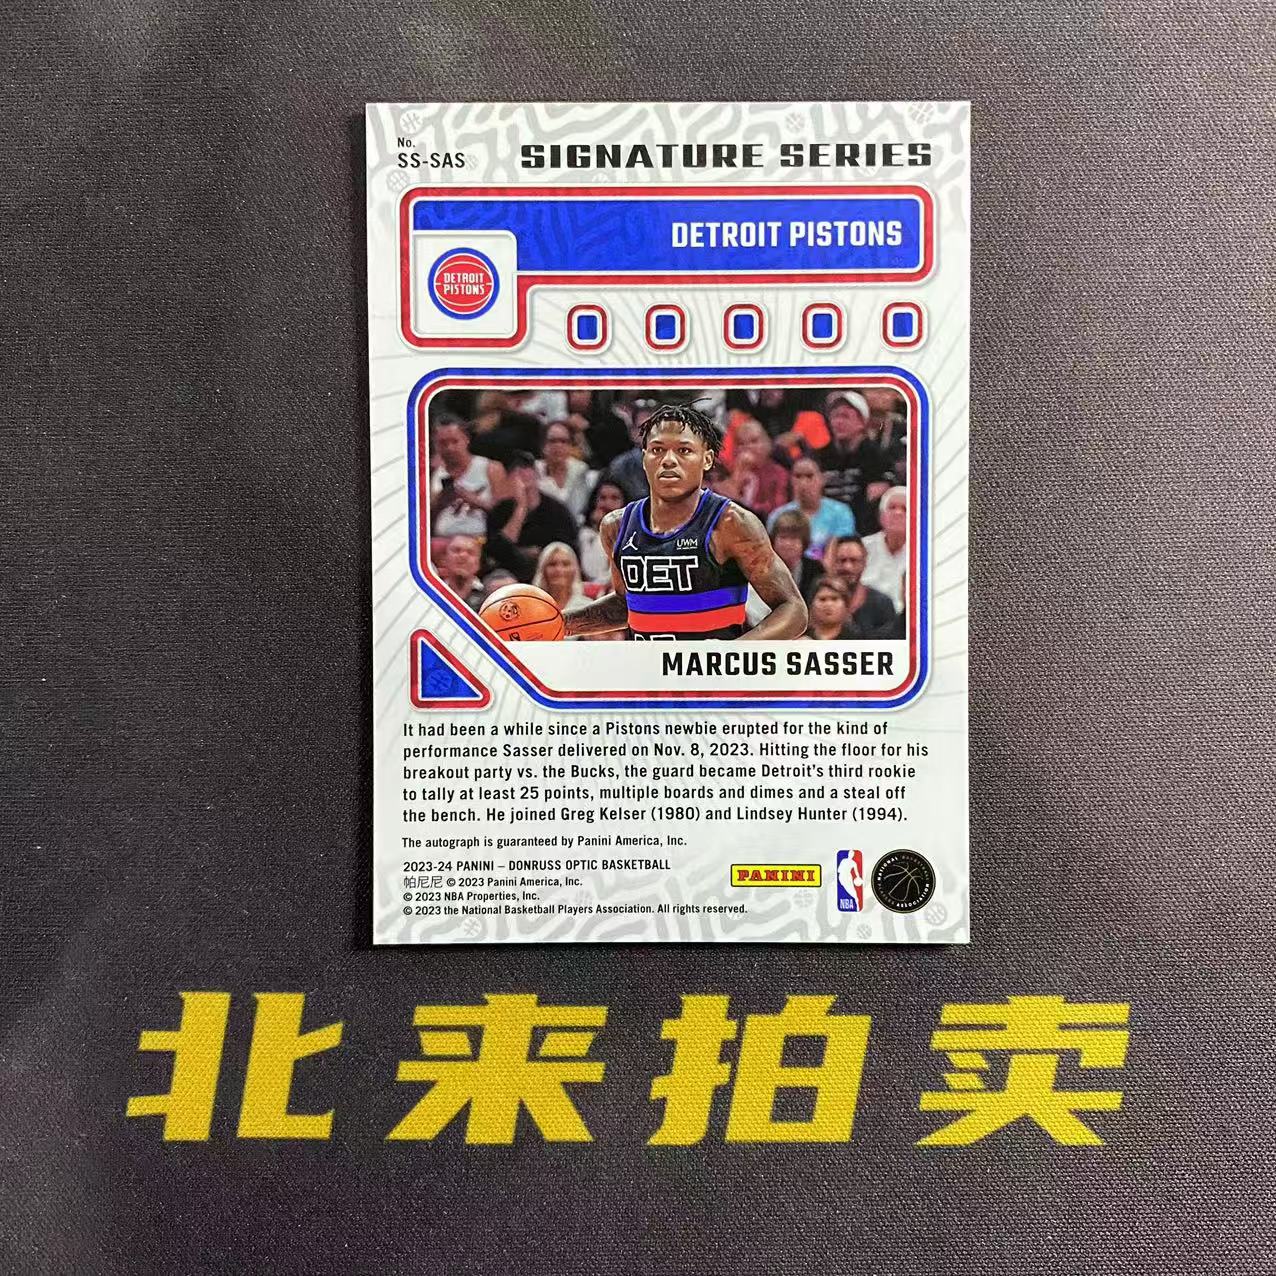 No.
SS-SAS
SIGNATURE SERIES
DETROIT PISTONS
DETROIT
PISTONS
UWM
DET
MARCUS SASSER
It had been a while since a Pistons newbie erupted for the kind of
performance Sasser delivered on Nov. 8, 2023. Hitting the floor for his
breakout party vs. the Bucks, the guard became Detroit's third rookie
to tally at least 25 points, multiple boards and dimes and a steal off
the bench. He joined Greg Kelser (1980) and Lindsey Hunter (1994).
The autograph is guaranteed by Panini America, Inc.
2023-24 PANINI – DONRUSS OPTIC BASKETBALL
帕尼尼 © 2023 Panini America, Inc.
© 2023 NBA Properties, Inc.
© 2023 the National Basketball Players Association. All rights reserved.
PANINI
NBA
NATIONAL BASKETBALL
PLAYERS ASSOCIATION
北来拍卖